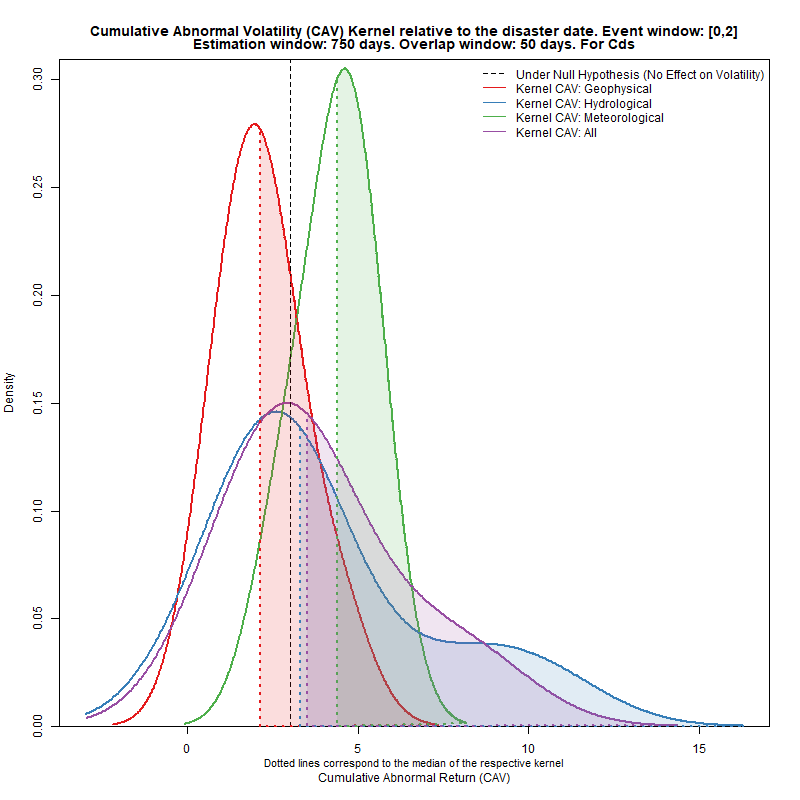 Cumulative Abnormal Volatility (CAV) Kernel relative to the disaster date. Event window: [0,2]
Estimation window: 750 days. Overlap window: 50 days. For Cds
Under Null Hypothesis (No Effect on Volatility)
Kernel CAV: Geophysical
Kernel CAV: Hydrological
Kernel CAV: Meteorological
Kernel CAV: All
0.30
0.25
0.20
0.15
0.10
0.05
0.00
Density
0 5 10 15
Dotted lines correspond to the median of the respective kernel
Cumulative Abnormal Return (CAV)